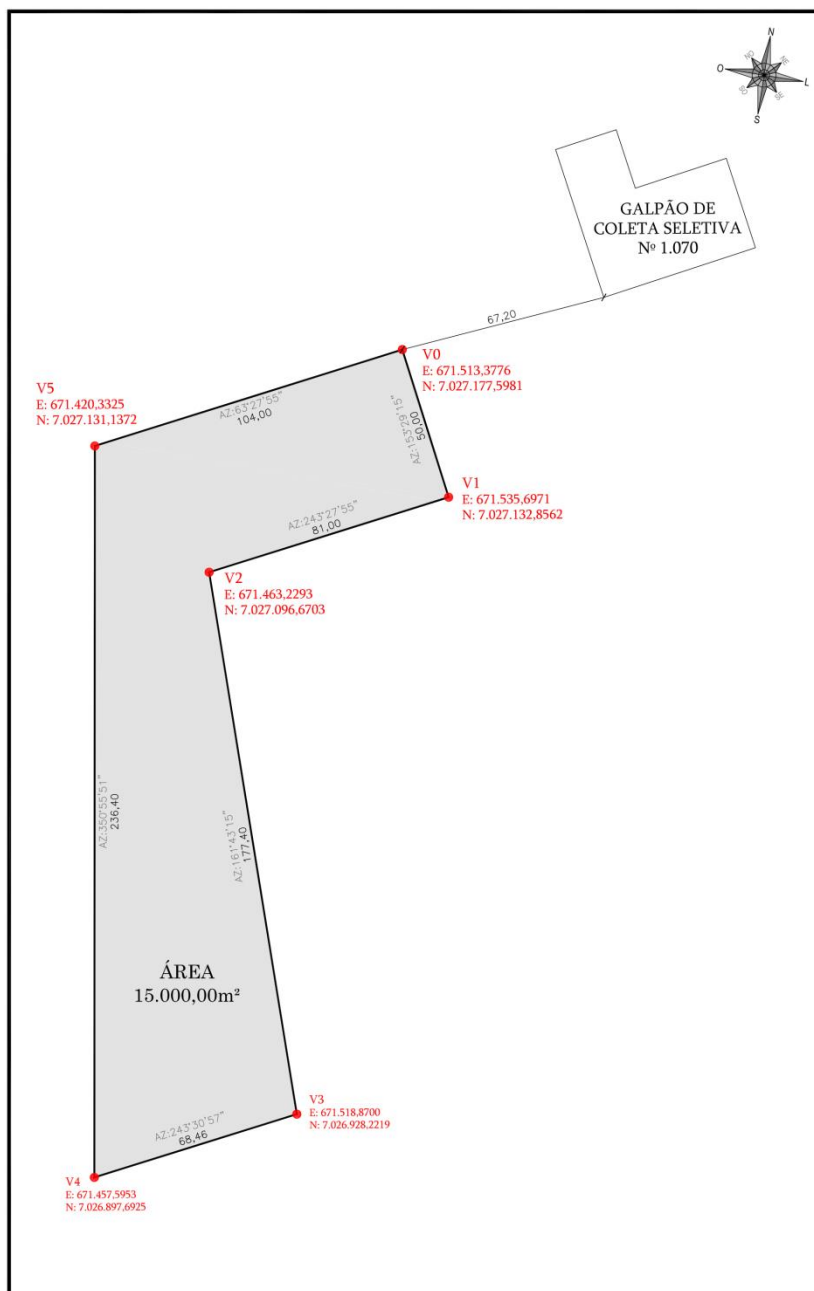 N
NO
NE
O
L
SO
SE
S
GALPÃO DE
COLETA SELETIVA
Nº 1.070
67,20
V0
E: 671.513,3776
N: 7.027.177,5981
V5
E: 671.420,3325
N: 7.027.131,1372
AZ:63°27'55"
104,00
AZ:153°29'15"
50,00
V1
E: 671.535,6971
N: 7.027.132,8562
AZ:243°27'55"
81,00
V2
E: 671.463,2293
N: 7.027.096,6703
AZ:350°55'51"
236,40
AZ:161°43'15"
177,40
ÁREA
15.000,00m²
V3
E: 671.518,8700
N: 7.026.928,2219
AZ:243°30'57"
68,46
V4
E: 671.457,5953
N: 7.026.897,6925